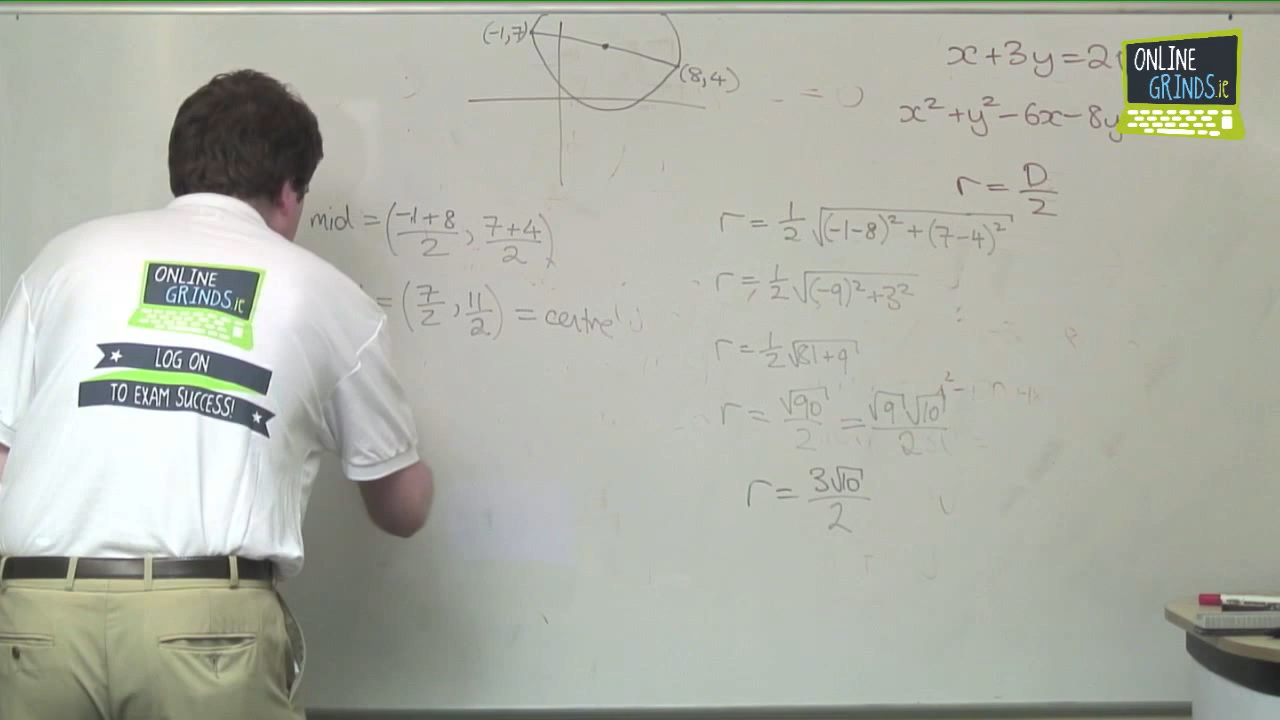 (-1,7)
(8,4)
= 0
x+3y=2
x²+y²-6x-8y
ONLINE
GRINDS.ie
r = D/2
mid = (-1+8/2, 7+4/2)
= (7/2, 11/2) = centre
r = 1/2 √(-1-8)²+(7-4)²
r = 1/2 √(-9)²+3²
r = 1/2 √81+9
r = √90/2 = √9 √10/2
r = 3√10/2
ONLINE
GRINDS.ie
LOG ON
TO EXAM SUCCESS!